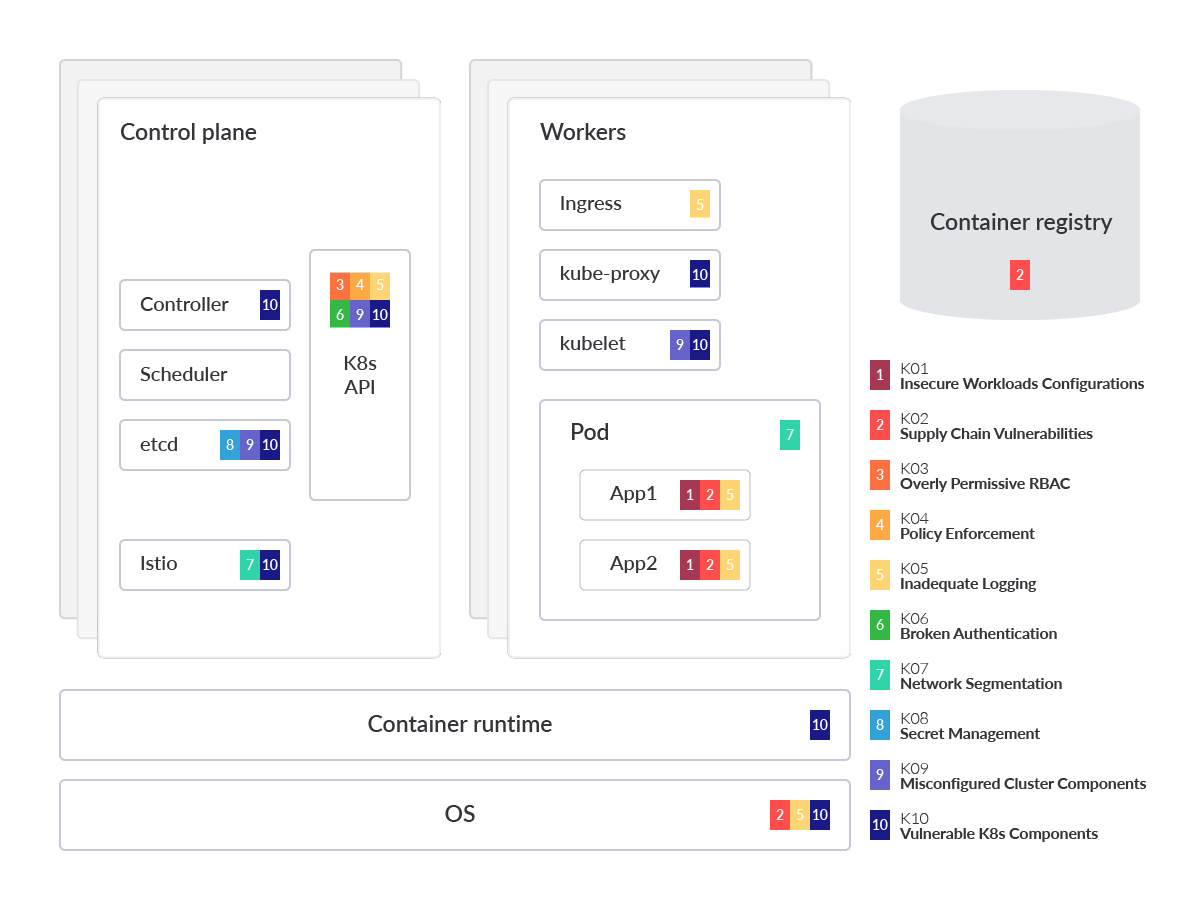 Control plane
Controller 10
Scheduler
etcd 8 9 10
Istio 7 10
3 4 5
6 9 10
K8s
API
Workers
Ingress 5
kube-proxy 10
kubelet 9 10
Pod 7
App1 1 2 5
App2 1 2 5
Container registry
2
Container runtime 10
OS 2 5 10
1 K01
Insecure Workloads Configurations
2 K02
Supply Chain Vulnerabilities
3 K03
Overly Permissive RBAC
4 K04
Policy Enforcement
5 K05
Inadequate Logging
6 K06
Broken Authentication
7 K07
Network Segmentation
8 K08
Secret Management
9 K09
Misconfigured Cluster Components
10 K10
Vulnerable K8s Components